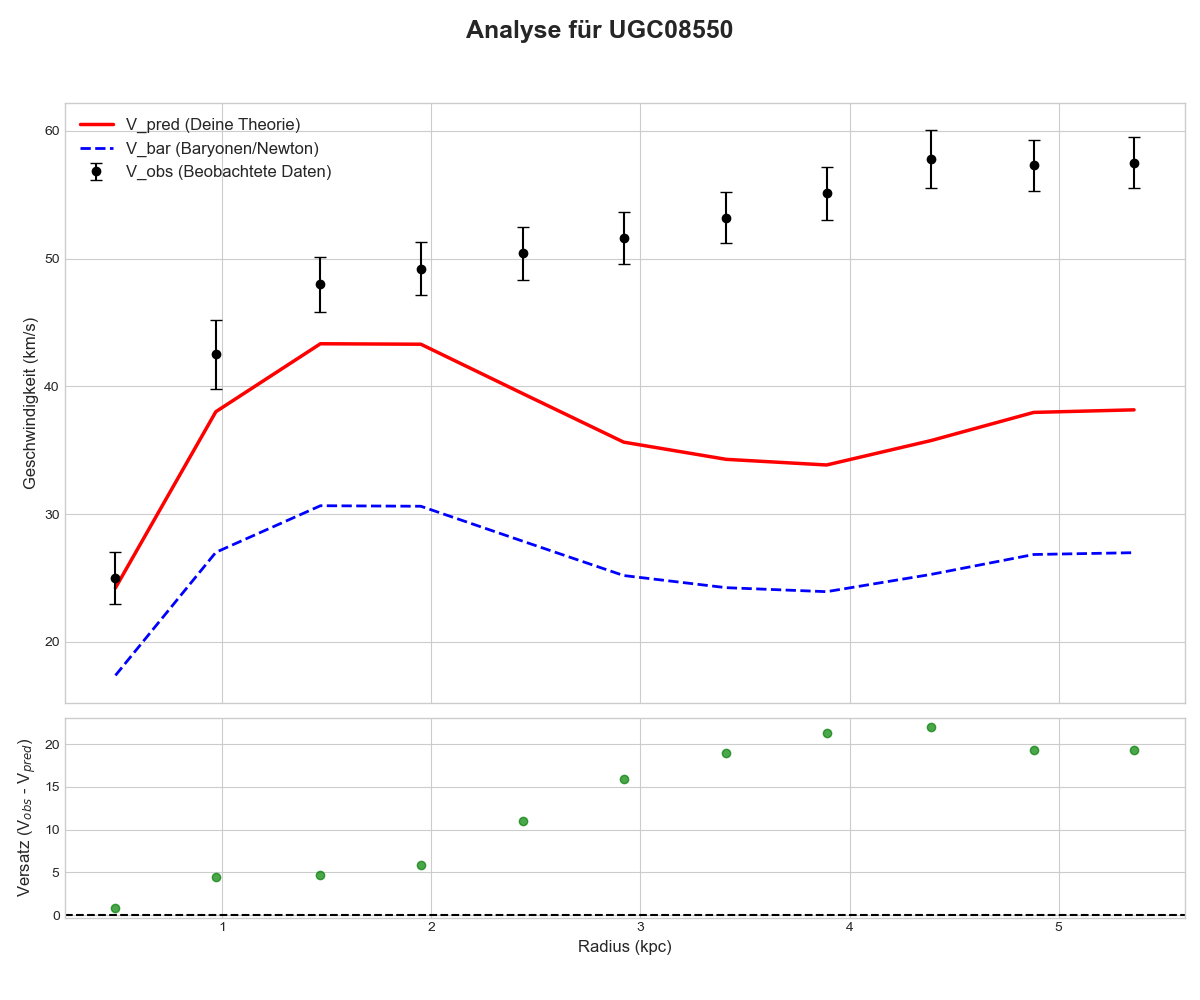 Analyse für UGC08550
V_pred (Deine Theorie)
V_bar (Baryonen/Newton)
V_obs (Beobachtete Daten)
Geschwindigkeit (km/s)
60
50
40
30
20
Versatz (V_obs - V_pred)
20
15
10
5
0
1
2
3
4
5
Radius (kpc)